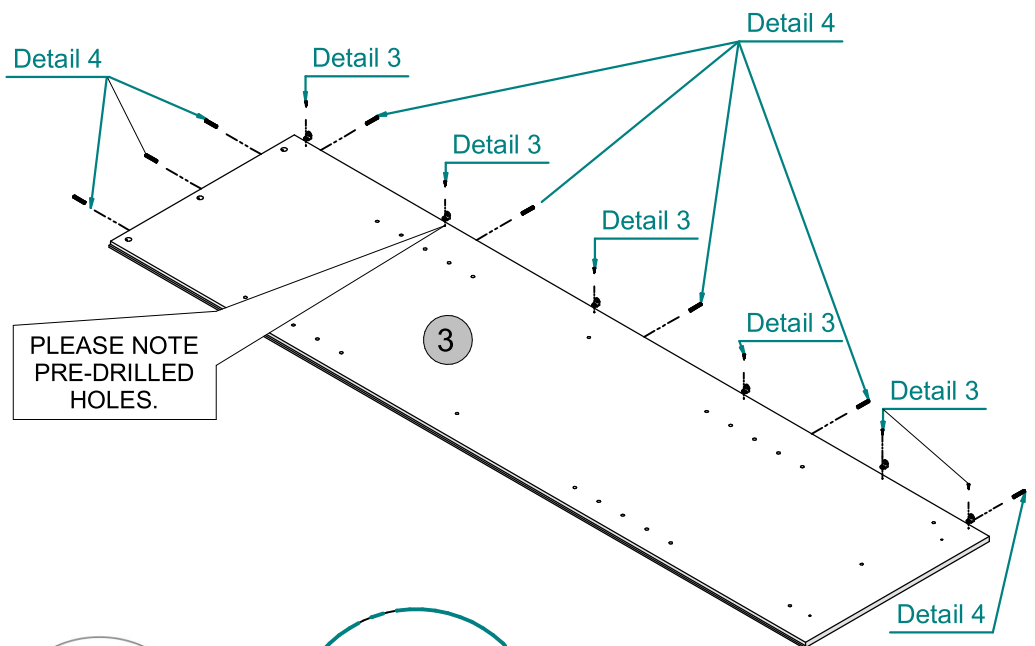 Detail 4
Detail 4
Detail 3
Detail 3
Detail 3
Detail 3
Detail 3
PLEASE NOTE
PRE-DRILLED
HOLES.
3
Detail 4